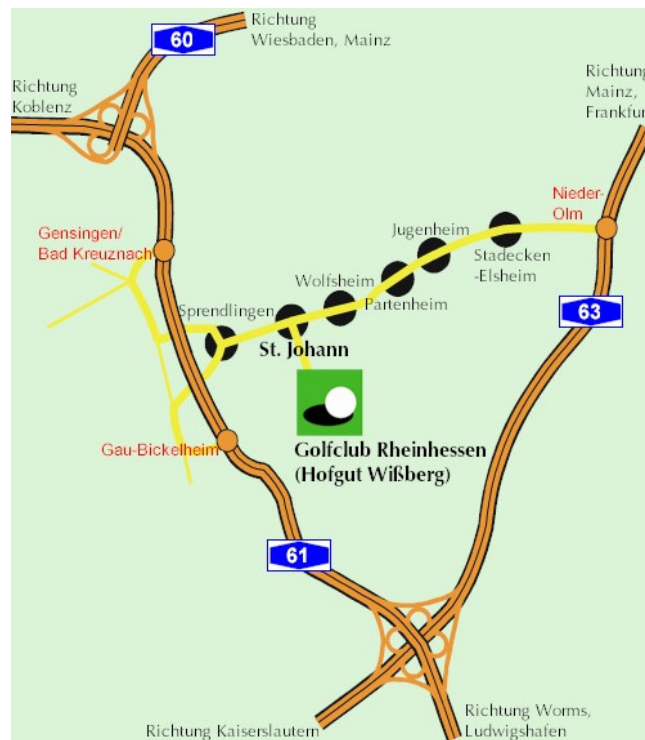 60
Richtung
Wiesbaden, Mainz
Richtung
Koblenz
Richtung
Mainz,
Frankfur
Nieder-
Olm
Gensingen/
Bad Kreuznach
Jugenheim
Stadecken
-Elsheim
Wolfsheim
Partenheim
Sprendlingen
St. Johann
63
Golfclub Rheinhessen
(Hofgut Wißberg)
Gau-Bickelheim
61
Richtung Kaiserslautern
Richtung Worms,
Ludwigshafen